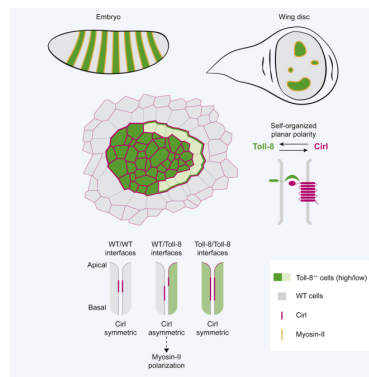 Embryo
Wing disc
Self-organized
planar polarity
Toll-8
Cirl
WT/WT
interfaces
WT/Toll-8
interfaces
Toll-8/Toll-8
interfaces
Apical
Basal
Cirl
symmetric
Cirl
asymmetric
Cirl
symmetric
Myosin-II
polarization
Toll-8⁺⁺ cells (high/low)
WT cells
Cirl
Myosin-II